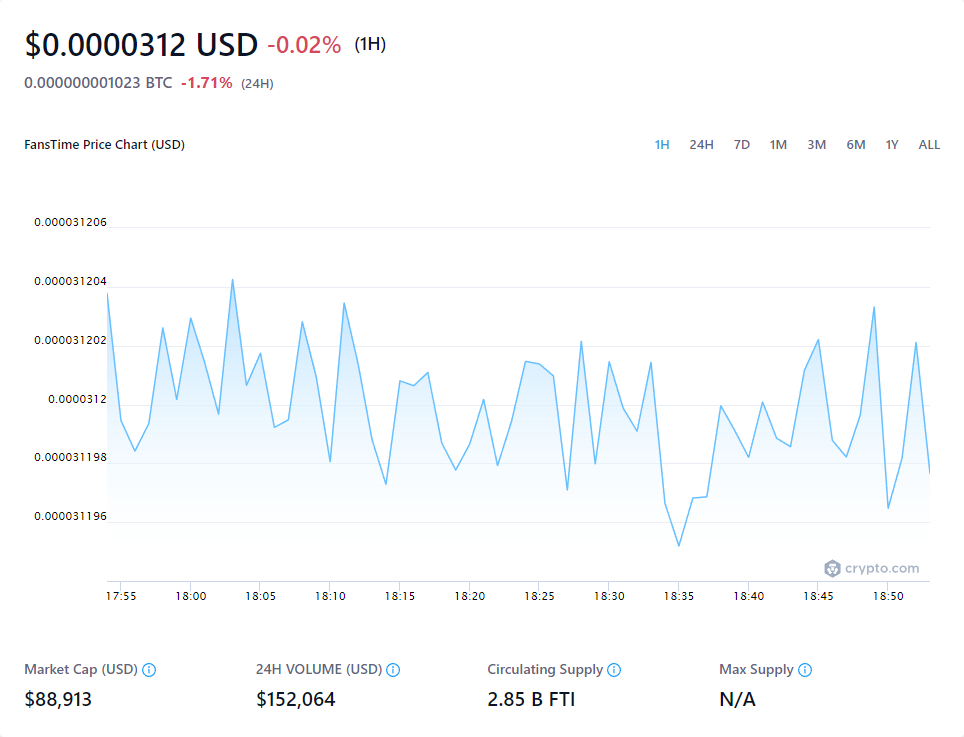 $0.0000312 USD -0.02% (1H)
0.000000001023 BTC -1.71% (24H)
FansTime Price Chart (USD) 1H 24H 7D 1M 3M 6M 1Y ALL
0.000031206
0.000031204
0.000031202
0.0000312
0.000031198
0.000031196
crypto.com
17:55 18:00 18:05 18:10 18:15 18:20 18:25 18:30 18:35 18:40 18:45 18:50
Market Cap (USD) 24H VOLUME (USD) Circulating Supply Max Supply
$88,913 $152,064 2.85 B FTI N/A